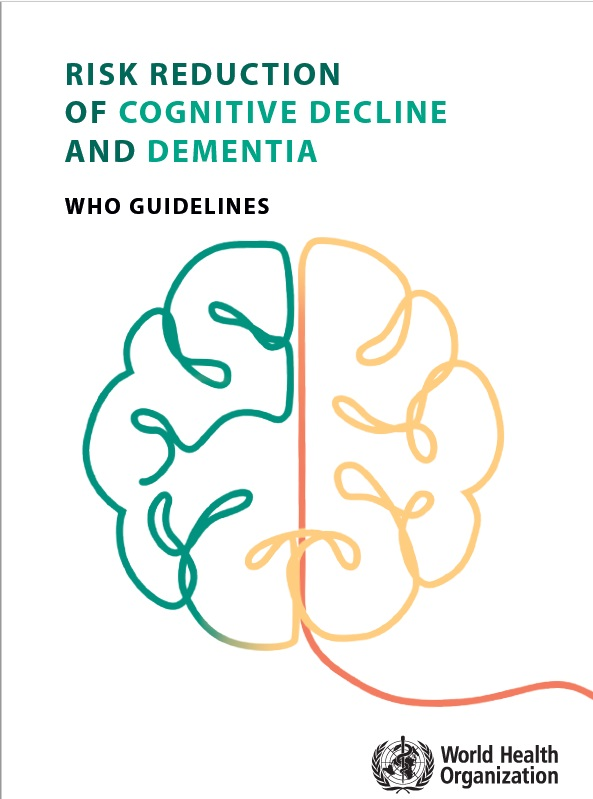 RISK REDUCTION
OF COGNITIVE DECLINE
AND DEMENTIA
WHO GUIDELINES
World Health
Organization